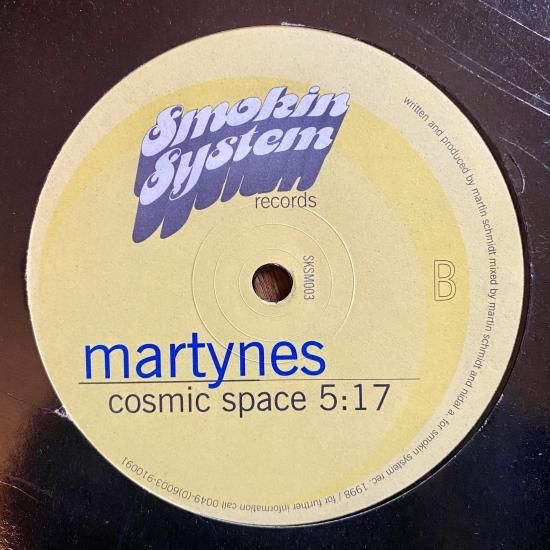 Smokin
System
records
written and produced by martin schmidt mixed by martin schmidt and nidal a. for smokin system rec. 1998 / for further information call 0049-(0)6003-910091
SKSM003
B
martynes
cosmic space 5:17